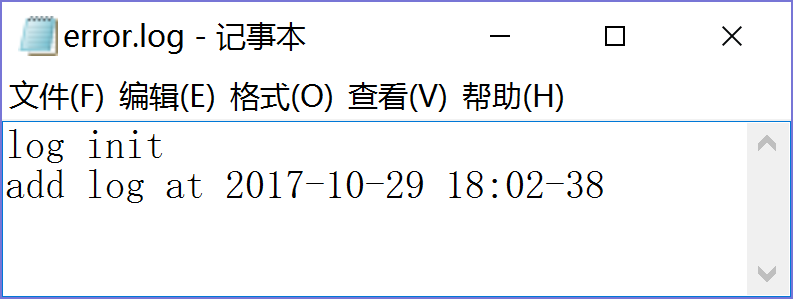 error.log - 记事本
文件(F) 编辑(E) 格式(O) 查看(V) 帮助(H)
log init
add log at 2017-10-29 18:02-38